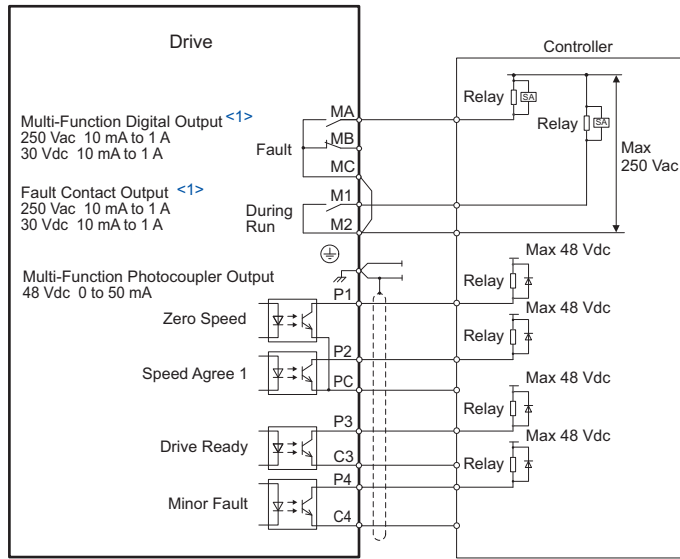 Drive
Controller
Multi-Function Digital Output <1>
250 Vac 10 mA to 1 A
30 Vdc 10 mA to 1 A
Fault
MA
MB
MC
Relay
SA
Relay
SA
Max
250 Vac
Fault Contact Output <1>
250 Vac 10 mA to 1 A
30 Vdc 10 mA to 1 A
During
Run
M1
M2
Multi-Function Photocoupler Output
48 Vdc 0 to 50 mA
Max 48 Vdc
Relay
P1
Zero Speed
Max 48 Vdc
Relay
P2
Speed Agree 1
PC
Max 48 Vdc
Relay
P3
Drive Ready
Max 48 Vdc
C3
Relay
P4
Minor Fault
C4